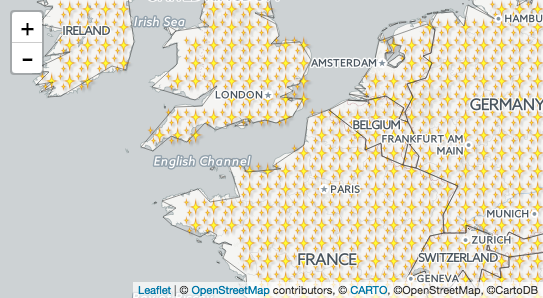 +
-
Irish Sea
IRELAND
HAMBU
AMSTERDAM
LONDON
GERMANY
BELGIUM
FRANKFURT AM
MAIN
English Channel
PARIS
MUNICH
ZURICH
SWITZERLAND
FRANCE
GENEVA
Leaflet | © OpenStreetMap contributors, © CARTO, ©OpenStreetMap, ©CartoDB